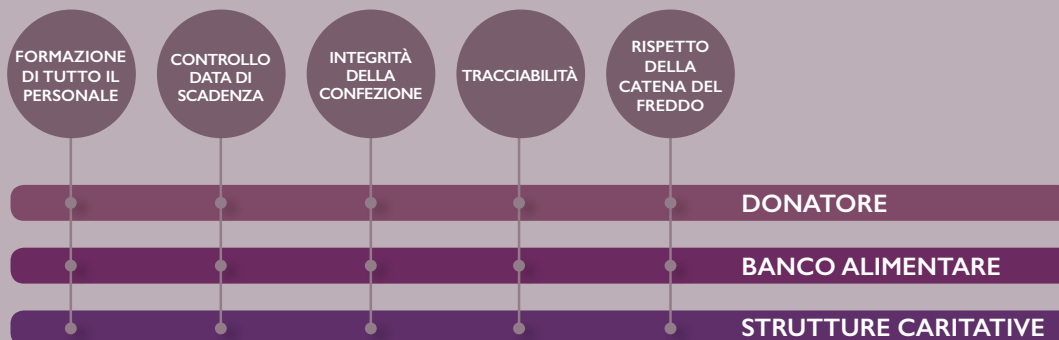 FORMAZIONE
DI TUTTO IL
PERSONALE
CONTROLLO
DATA DI
SCADENZA
INTEGRITÀ
DELLA
CONFEZIONE
TRACCIABILITÀ
RISPETTO
DELLA
CATENA DEL
FREDDO
DONATORE
BANCO ALIMENTARE
STRUTTURE CARITATIVE